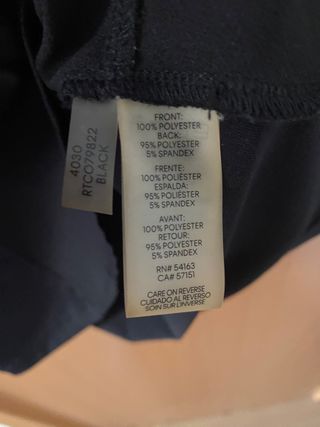 4030
RTCO79822
BLACK
FRONT:
100% POLYESTER
BACK:
95% POLYESTER
5% SPANDEX
FRENTE:
100% POLIÉSTER
ESPALDA:
95% POLIÉSTER
5% SPANDEX
AVANT:
100% POLYESTER
RETOUR:
95% POLYESTER
5% SPANDEX
RN# 54163
CA# 57151
CARE ON REVERSE
CUIDADO AL REVERSO
SOIN SUR L'INVERSE